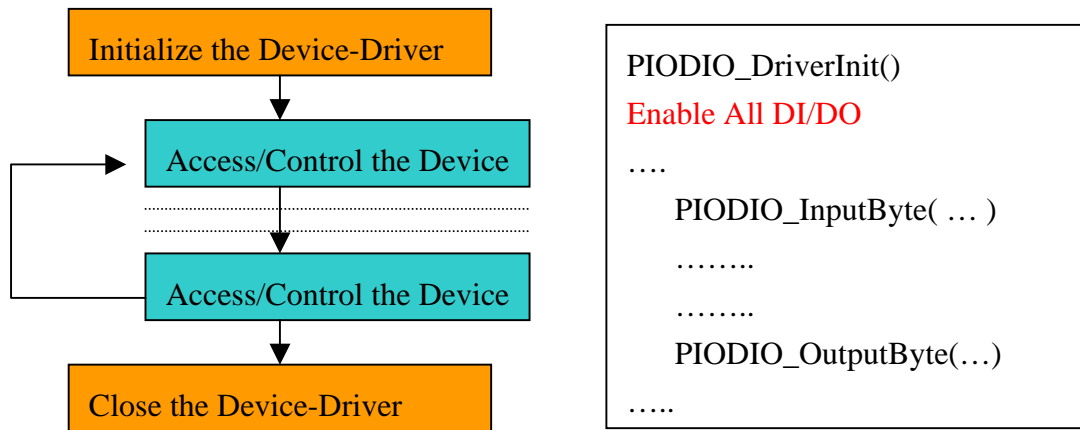 Initialize the Device-Driver
Access/Control the Device
Access/Control the Device
Close the Device-Driver
PIODIO_DriverInit()
Enable All DI/DO
….
PIODIO_InputByte( … )
……..
……..
PIODIO_OutputByte(…)
…..